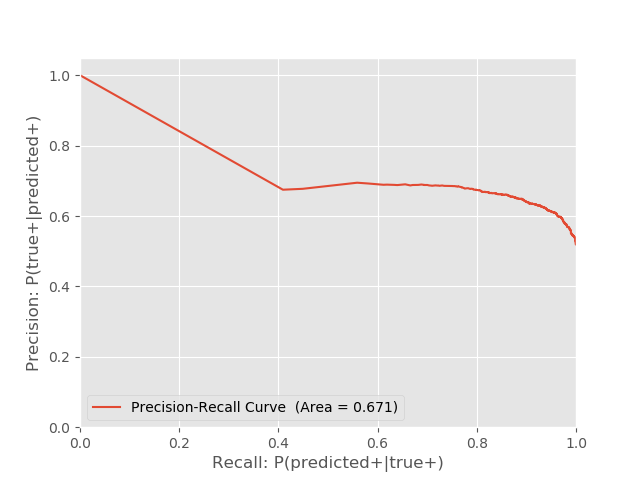 1.0
0.8
0.6
0.4
0.2
0.0
Precision: P(true+|predicted+)
Precision-Recall Curve  (Area = 0.671)
0.0 0.2 0.4 0.6 0.8 1.0
Recall: P(predicted+|true+)